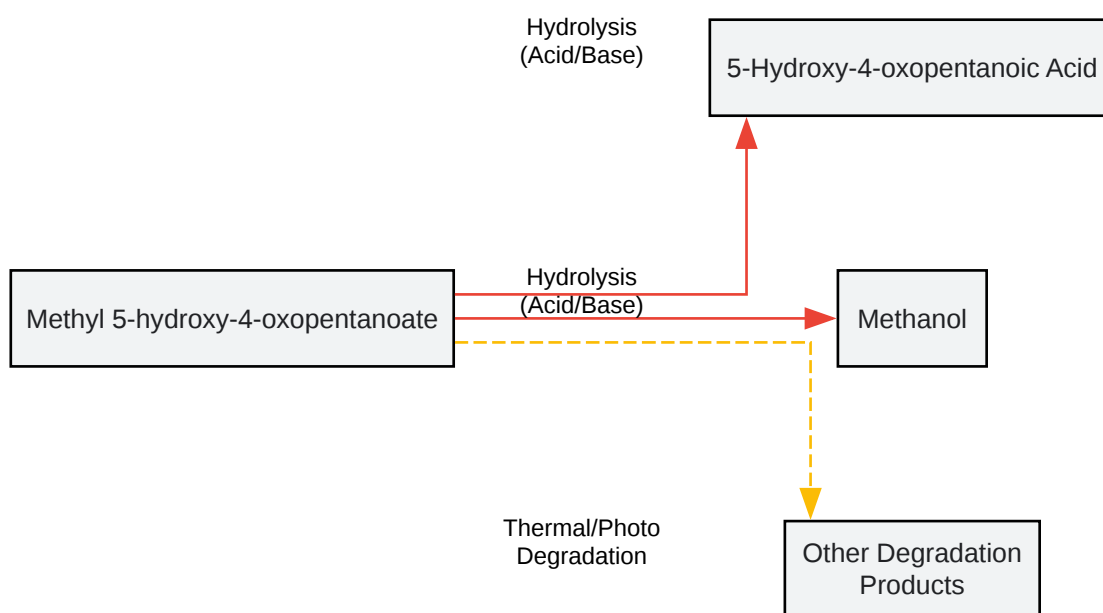 Hydrolysis
(Acid/Base)
5-Hydroxy-4-oxopentanoic Acid
Methyl 5-hydroxy-4-oxopentanoate
Hydrolysis
(Acid/Base)
Methanol
Thermal/Photo
Degradation
Other Degradation
Products